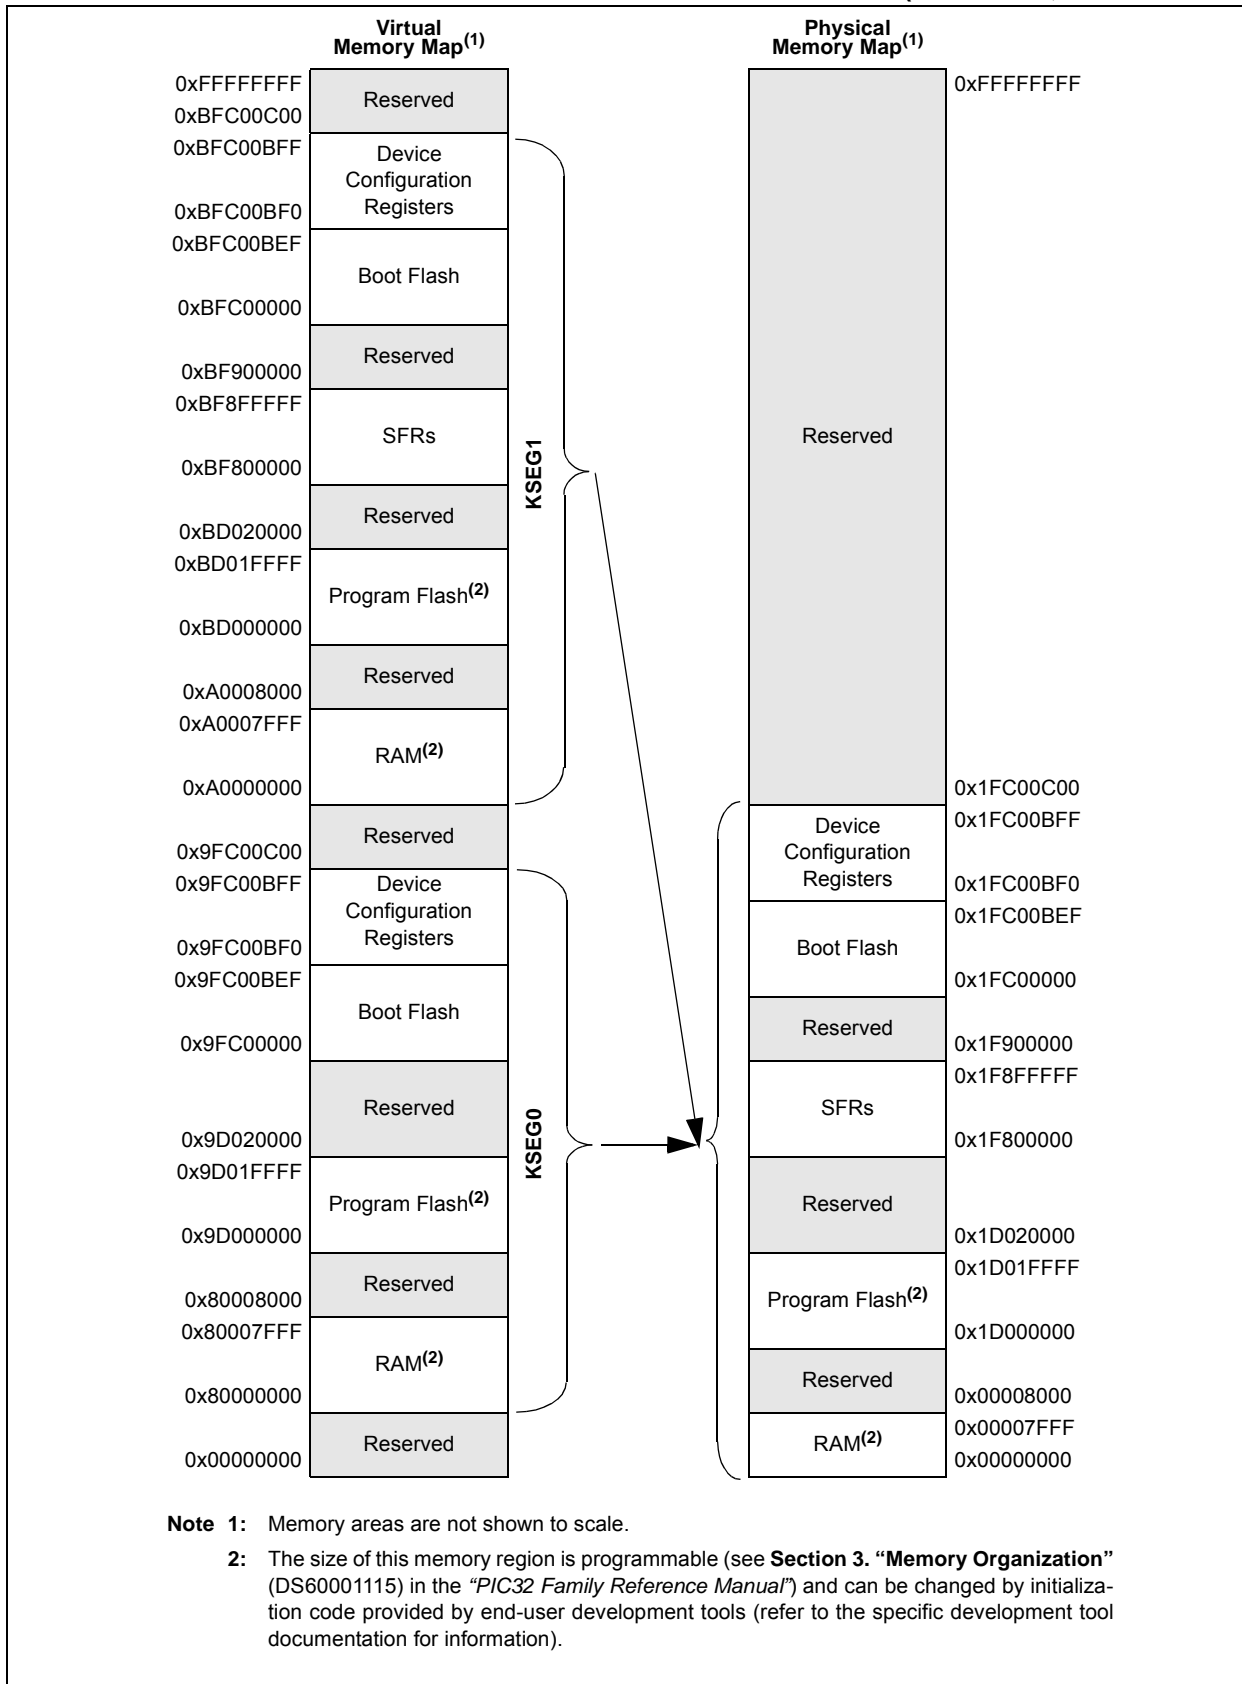 Virtual
Memory Map(1)
0xFFFFFFFF
Reserved
0xBFC00C00
0xBFC00BFF
Device
Configuration
Registers
0xBFC00BF0
0xBFC00BEF
Boot Flash
0xBFC00000
Reserved
0xBF900000
0xBF8FFFFF
SFRs
0xBF800000
Reserved
0xBD020000
0xBD01FFFF
Program Flash(2)
0xBD000000
Reserved
0xA0008000
0xA0007FFF
RAM(2)
0xA0000000
KSEG1
Reserved
0x9FC00C00
0x9FC00BFF
Device
Configuration
Registers
0x9FC00BF0
0x9FC00BEF
Boot Flash
0x9FC00000
Reserved
0x9D020000
0x9D01FFFF
Program Flash(2)
0x9D000000
Reserved
0x80008000
0x80007FFF
RAM(2)
0x80000000
KSEG0
Reserved
0x00000000
Physical
Memory Map(1)
0xFFFFFFFF
Reserved
0x1FC00C00
0x1FC00BFF
Device
Configuration
Registers
0x1FC00BF0
0x1FC00BEF
Boot Flash
0x1FC00000
Reserved
0x1F900000
0x1F8FFFFF
SFRs
0x1F800000
Reserved
0x1D020000
0x1D01FFFF
Program Flash(2)
0x1D000000
Reserved
0x00008000
0x00007FFF
RAM(2)
0x00000000
Note 1: Memory areas are not shown to scale.
2: The size of this memory region is programmable (see Section 3. “Memory Organization”
(DS60001115) in the “PIC32 Family Reference Manual”) and can be changed by initializa-
tion code provided by end-user development tools (refer to the specific development tool
documentation for information).